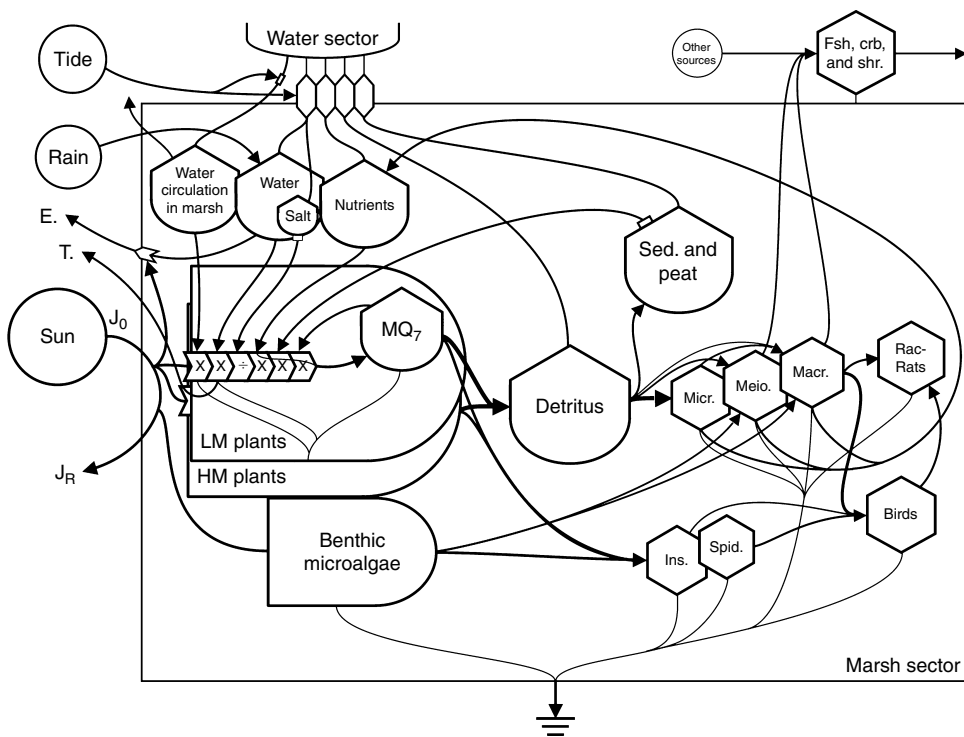 Water sector
Tide
Other
sources
Fsh, crb,
and shr.
Rain
Water
circulation
in marsh
Water
Salt
Nutrients
E.
T.
Sed. and
peat
Sun
J0
MQ7
x
x
÷
x
x
x
Detritus
Micr.
Meio.
Macr.
Rac-
Rats
LM plants
HM plants
JR
Benthic
microalgae
Ins.
Spid.
Birds
Marsh sector